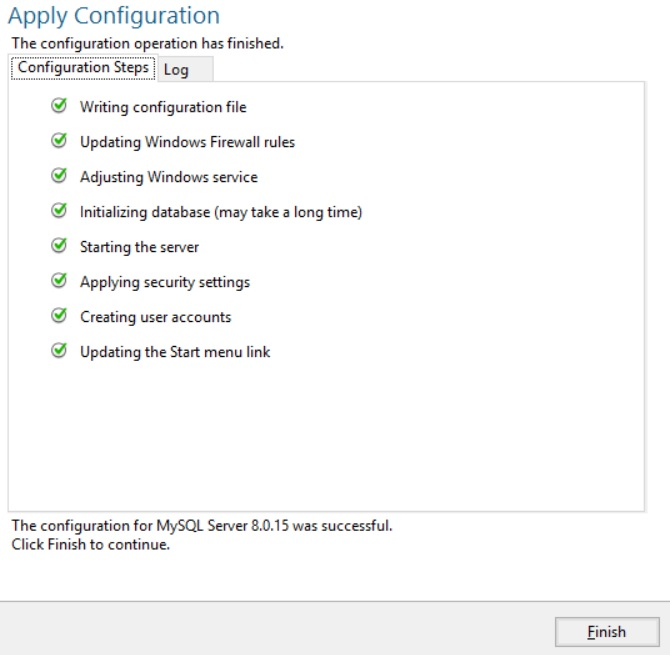 Apply Configuration
The configuration operation has finished.
Configuration Steps
Log
Writing configuration file
Updating Windows Firewall rules
Adjusting Windows service
Initializing database (may take a long time)
Starting the server
Applying security settings
Creating user accounts
Updating the Start menu link
The configuration for MySQL Server 8.0.15 was successful.
Click Finish to continue.
Finish